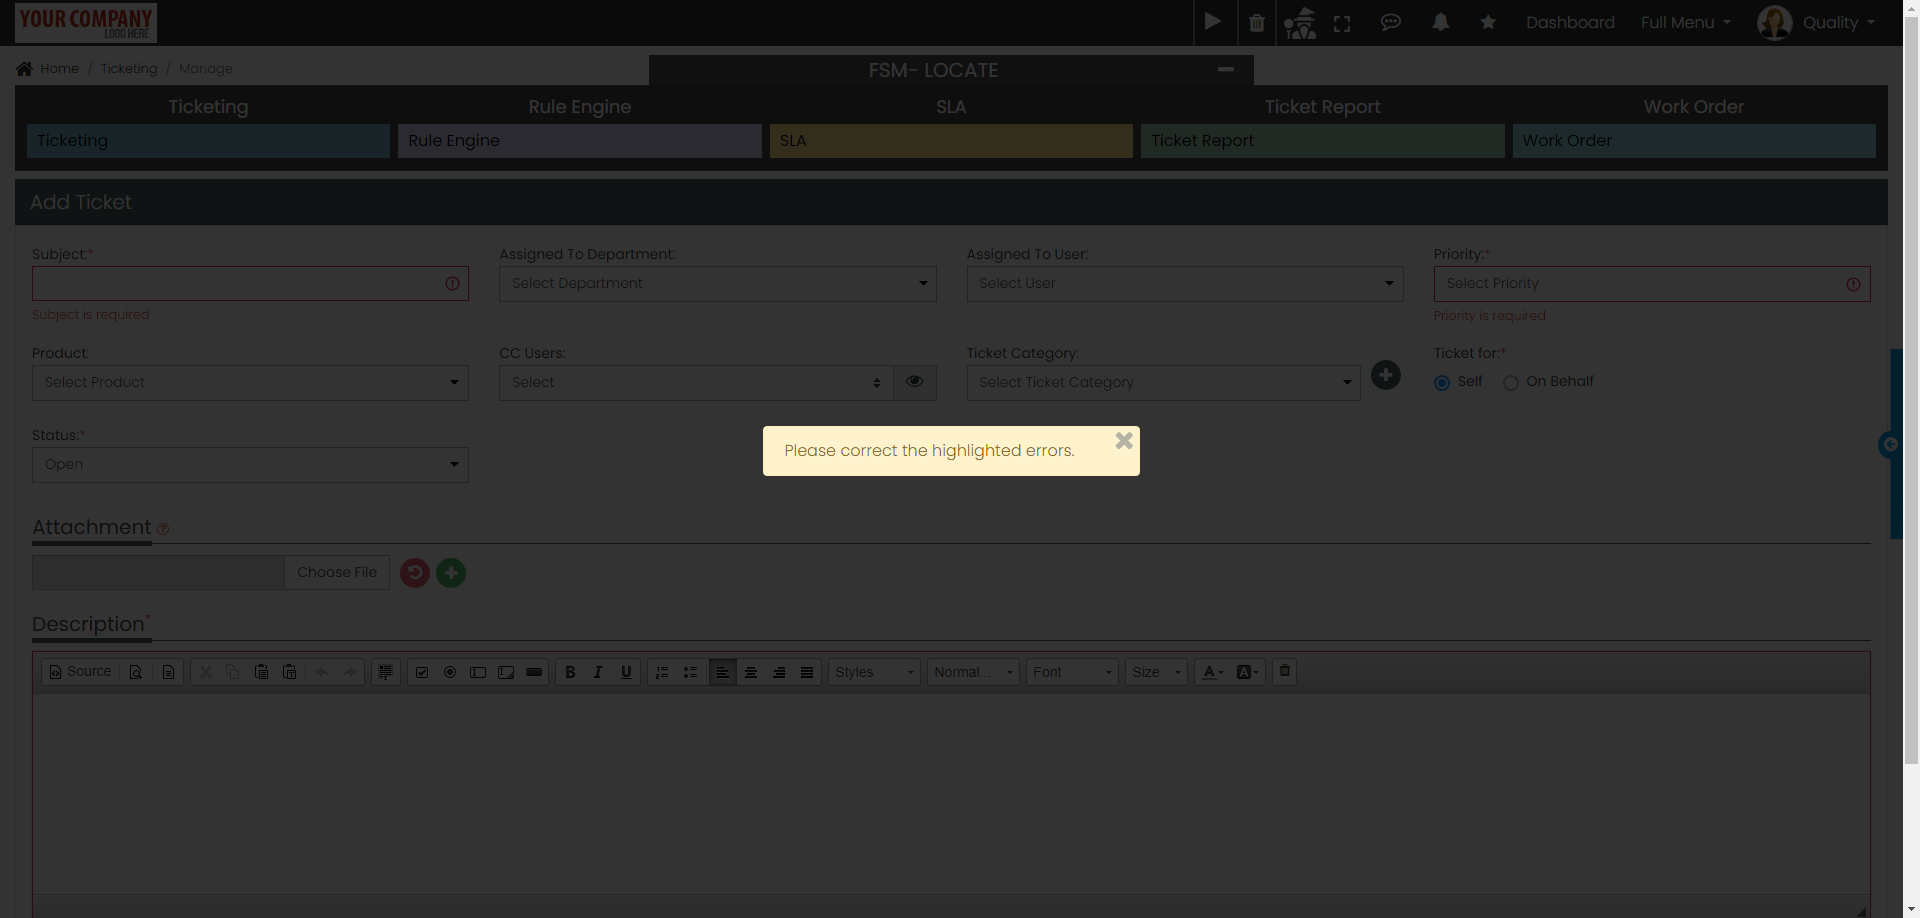 YOUR COMPANY
LOGO HERE
Dashboard
Full Menu
Quality
Home / Ticketing / Manage
FSM- LOCATE
Ticketing
Rule Engine
SLA
Ticket Report
Work Order
Ticketing
Rule Engine
SLA
Ticket Report
Work Order
Add Ticket
Subject:*
Assigned To Department:
Assigned To User:
Priority:*
Select Department
Select User
Select Priority
Subject is required
Priority is required
Product:
CC Users:
Ticket Category:
Ticket for:*
Select Product
Select
Select Ticket Category
Self
On Behalf
Status:*
Open
Please correct the highlighted errors.
Attachment
Choose File
Description*
Source
B I U
Styles
Normal...
Font
Size
A
A